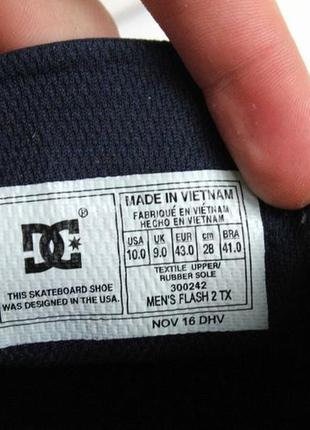 DC ®
THIS SKATEBOARD SHOE
WAS DESIGNED IN THE USA.
MADE IN VIETNAM
FABRIQUÉ EN VIÊTNAM
HECHO EN VIETNAM
USA UK EUR cm BRA
10.0 9.0 43.0 28 41.0
TEXTILE UPPER/
RUBBER SOLE
300242
MEN'S FLASH 2 TX
NOV 16 DHV